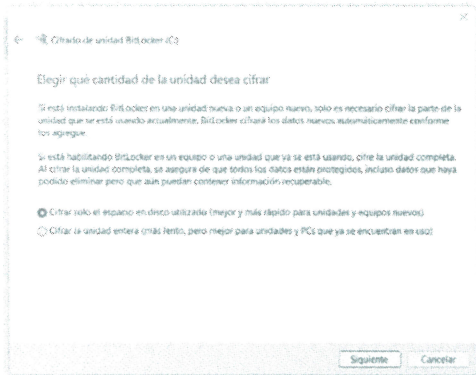 Cifrado de unidad BitLocker (C:)
Elegir qué cantidad de la unidad desea cifrar
Si está instalando BitLocker en una unidad nueva o un equipo nuevo, solo es necesario cifrar la parte de la
unidad que se está usando actualmente. BitLocker cifrará los datos nuevos automáticamente conforme
los agregue.
Si está habilitando BitLocker en un equipo o una unidad que ya se está usando, cifre la unidad completa.
Al cifrar la unidad completa, se asegura de que todos los datos están protegidos, incluso datos que haya
podido eliminar pero que aún puedan contener información recuperable.
Cifrar solo el espacio en disco utilizado (mejor y más rápido para unidades y equipos nuevos)
Cifrar la unidad entera (más lento, pero mejor para unidades y PCs que ya se encuentran en uso)
Siguiente Cancelar